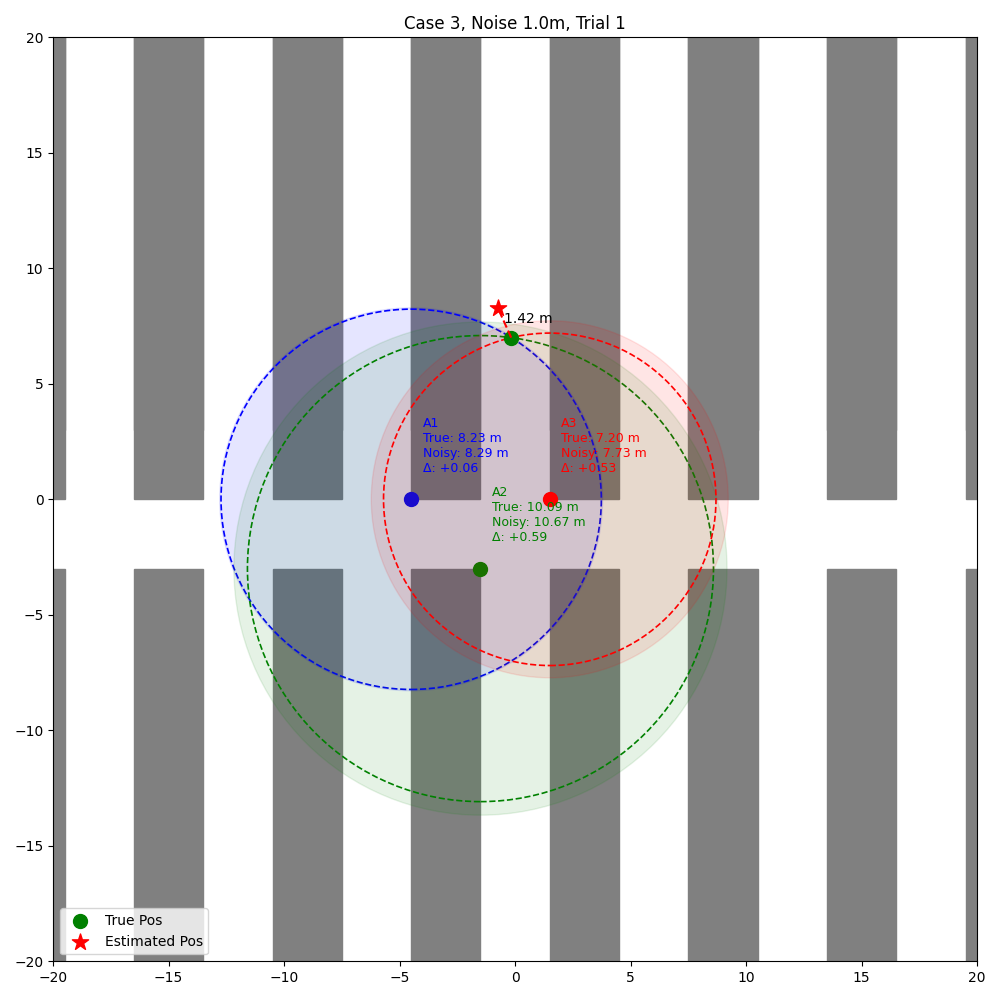 Case 3, Noise 1.0m, Trial 1
20
15
10
5
0
−5
−10
−15
−20
1.42 m
A1
True: 8.23 m
Noisy: 8.29 m
Δ: +0.06
A3
True: 7.20 m
Noisy: 7.73 m
Δ: +0.53
A2
True: 10.09 m
Noisy: 10.67 m
Δ: +0.59
True Pos
Estimated Pos
−20 −15 −10 −5 0 5 10 15 20